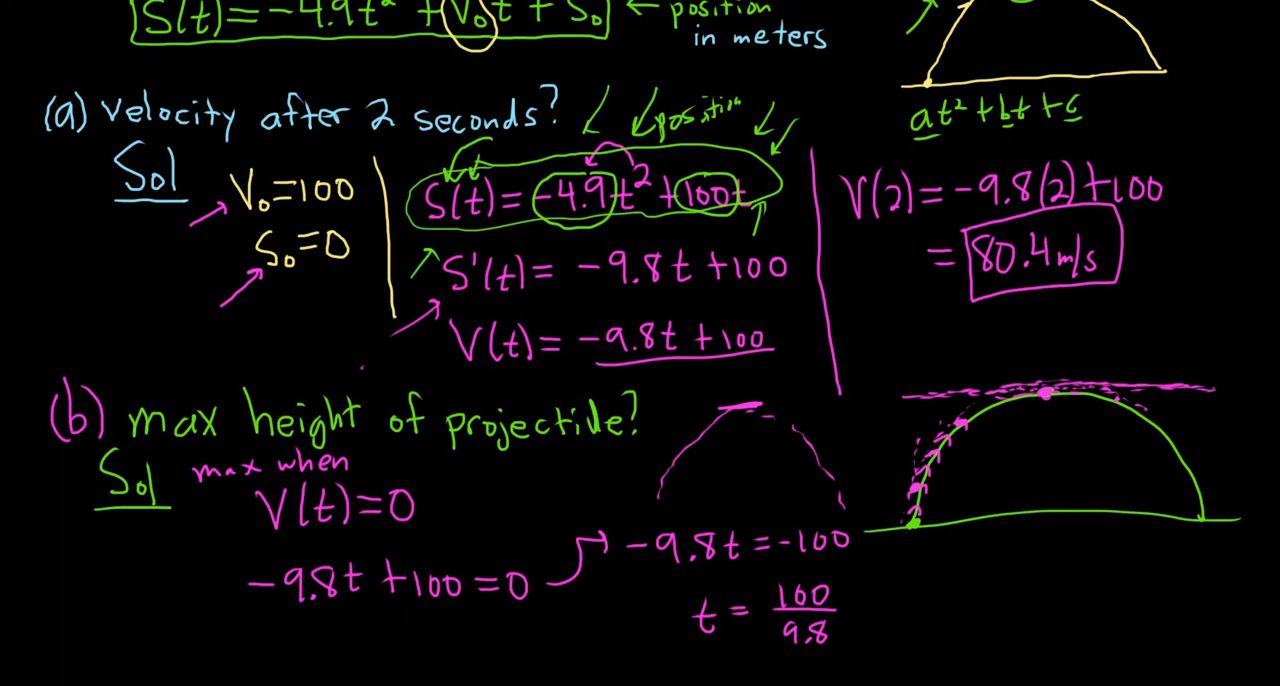 S(t) = -4.9t² + V₀t + S₀ ← position
in meters
at² + bt + c
(a) velocity after 2 seconds?
position
Sol
V₀ = 100
S₀ = 0
S(t) = -4.9t² + 100t
S'(t) = -9.8t + 100
V(t) = -9.8t + 100
V(2) = -9.8(2) + 100
= 80.4 m/s
(b) max height of projectile?
Sol
max when
V(t) = 0
-9.8t + 100 = 0
-9.8t = -100
t = 100/9.8